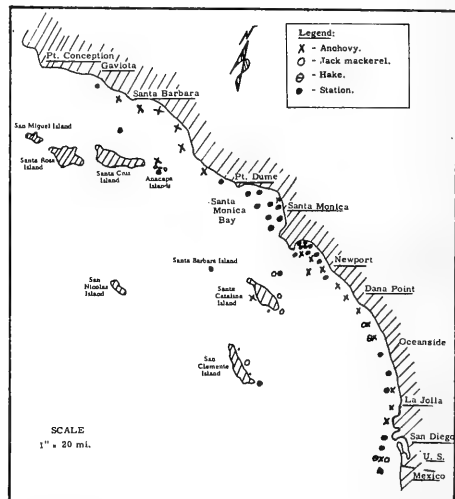 Legend:
x - Anchovy.
o - Jack mackerel.
ɵ - Hake.
● - Station.
Pt. Conception
Gaviota
Santa Barbara
San Miguel Island
Santa Rosa
Island
Santa Cruz
Island
Anacapa
Islands
Pt. Dume
Santa
Monica
Bay
Santa Monica
Santa Barbara Island
Newport
San
Nicolas
Island
Santa
Catalina
Island
Dana Point
Oceanside
San
Clemente
Island
La Jolla
SCALE
1" = 20 mi.
San Diego
U. S.
Mexico